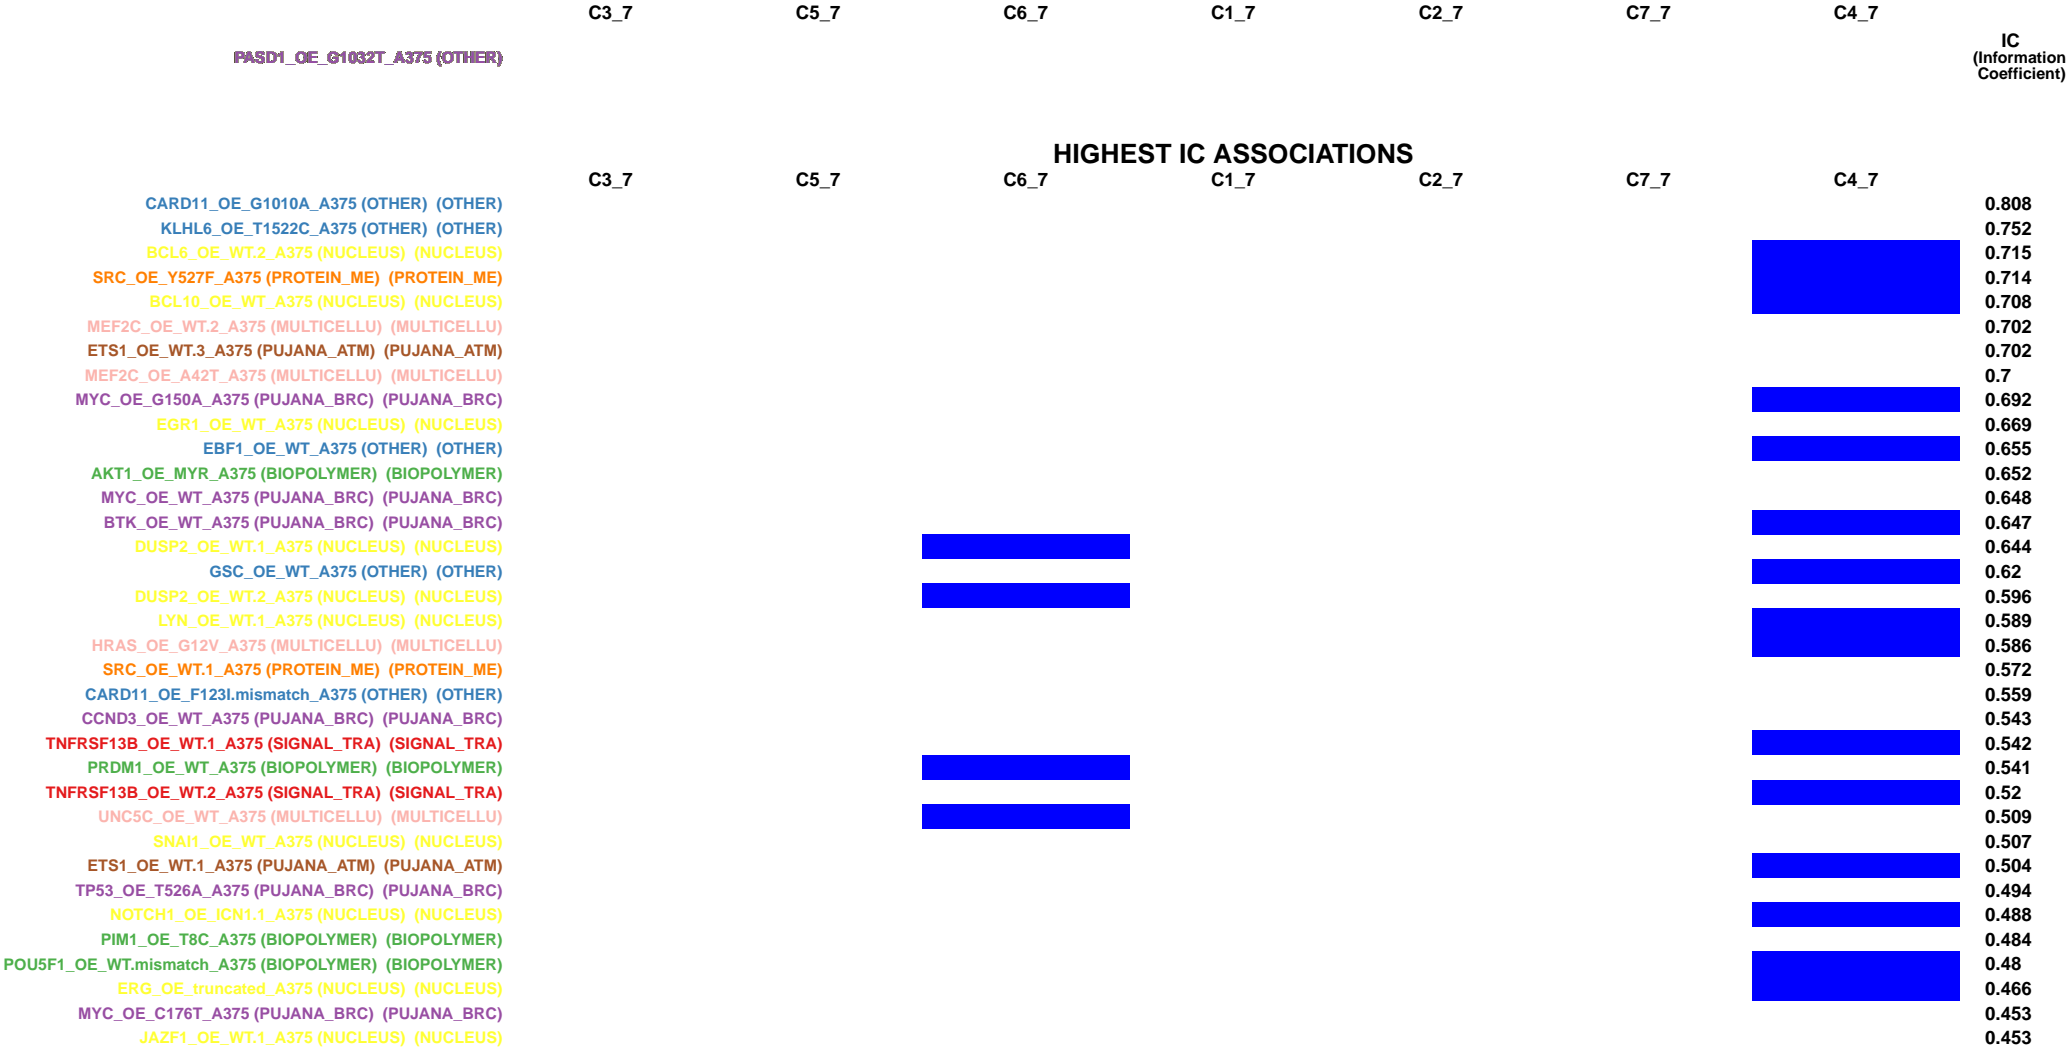 C3_7 C5_7 C6_7 C1_7 C2_7 C7_7 C4_7
PASD1_OE_G1032T_A375 (OTHER)
IC
(Information
Coefficient)
HIGHEST IC ASSOCIATIONS
C3_7 C5_7 C6_7 C1_7 C2_7 C7_7 C4_7
CARD11_OE_G1010A_A375 (OTHER) (OTHER) 0.808
KLHL6_OE_T1522C_A375 (OTHER) (OTHER) 0.752
BCL6_OE_WT.2_A375 (NUCLEUS) (NUCLEUS) 0.715
SRC_OE_Y527F_A375 (PROTEIN_ME) (PROTEIN_ME) 0.714
BCL10_OE_WT_A375 (NUCLEUS) (NUCLEUS) 0.708
MEF2C_OE_WT.2_A375 (MULTICELLU) (MULTICELLU) 0.702
ETS1_OE_WT.3_A375 (PUJANA_ATM) (PUJANA_ATM) 0.702
MEF2C_OE_A42T_A375 (MULTICELLU) (MULTICELLU) 0.7
MYC_OE_G150A_A375 (PUJANA_BRC) (PUJANA_BRC) 0.692
EGR1_OE_WT_A375 (NUCLEUS) (NUCLEUS) 0.669
EBF1_OE_WT_A375 (OTHER) (OTHER) 0.655
AKT1_OE_MYR_A375 (BIOPOLYMER) (BIOPOLYMER) 0.652
MYC_OE_WT_A375 (PUJANA_BRC) (PUJANA_BRC) 0.648
BTK_OE_WT_A375 (PUJANA_BRC) (PUJANA_BRC) 0.647
DUSP2_OE_WT.1_A375 (NUCLEUS) (NUCLEUS) 0.644
GSC_OE_WT_A375 (OTHER) (OTHER) 0.62
DUSP2_OE_WT.2_A375 (NUCLEUS) (NUCLEUS) 0.596
LYN_OE_WT.1_A375 (NUCLEUS) (NUCLEUS) 0.589
HRAS_OE_G12V_A375 (MULTICELLU) (MULTICELLU) 0.586
SRC_OE_WT.1_A375 (PROTEIN_ME) (PROTEIN_ME) 0.572
CARD11_OE_F123I.mismatch_A375 (OTHER) (OTHER) 0.559
CCND3_OE_WT_A375 (PUJANA_BRC) (PUJANA_BRC) 0.543
TNFRSF13B_OE_WT.1_A375 (SIGNAL_TRA) (SIGNAL_TRA) 0.542
PRDM1_OE_WT_A375 (BIOPOLYMER) (BIOPOLYMER) 0.541
TNFRSF13B_OE_WT.2_A375 (SIGNAL_TRA) (SIGNAL_TRA) 0.52
UNC5C_OE_WT_A375 (MULTICELLU) (MULTICELLU) 0.509
SNAI1_OE_WT_A375 (NUCLEUS) (NUCLEUS) 0.507
ETS1_OE_WT.1_A375 (PUJANA_ATM) (PUJANA_ATM) 0.504
TP53_OE_T526A_A375 (PUJANA_BRC) (PUJANA_BRC) 0.494
NOTCH1_OE_ICN1.1_A375 (NUCLEUS) (NUCLEUS) 0.488
PIM1_OE_T8C_A375 (BIOPOLYMER) (BIOPOLYMER) 0.484
POU5F1_OE_WT.mismatch_A375 (BIOPOLYMER) (BIOPOLYMER) 0.48
ERG_OE_truncated_A375 (NUCLEUS) (NUCLEUS) 0.466
MYC_OE_C176T_A375 (PUJANA_BRC) (PUJANA_BRC) 0.453
JAZF1_OE_WT.1_A375 (NUCLEUS) (NUCLEUS) 0.453